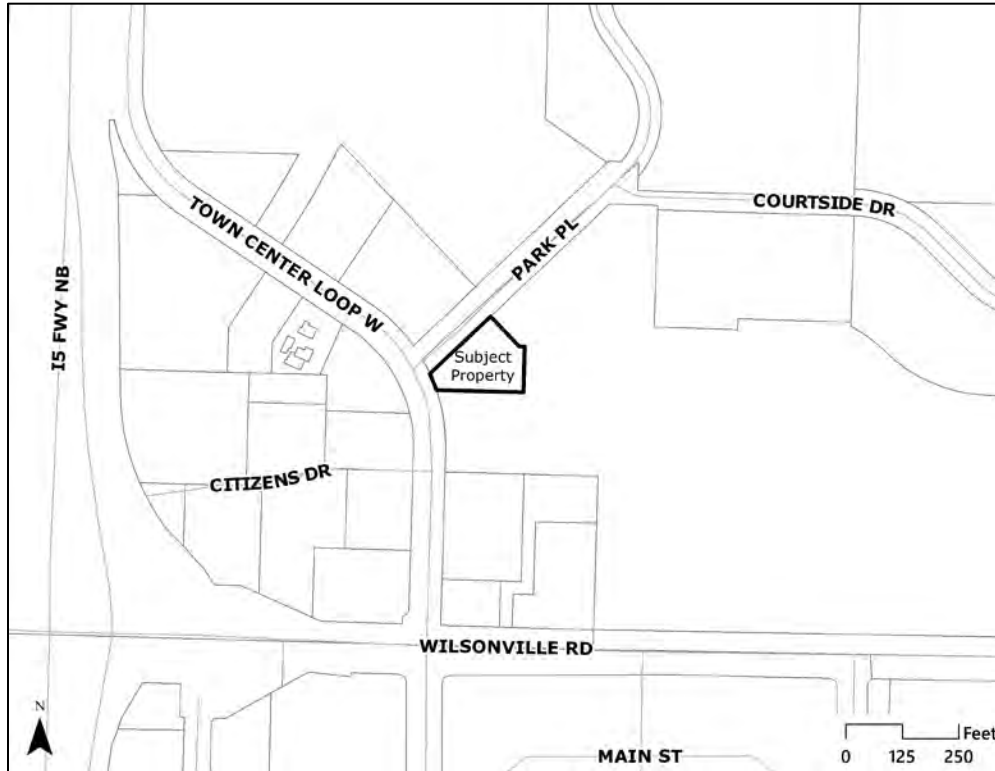 COURTSIDE DR
TOWN CENTER LOOP W
PARK PL
I5 FWY NB
Subject
Property
CITIZENS DR
WILSONVILLE RD
N
Feet
0 125 250
MAIN ST